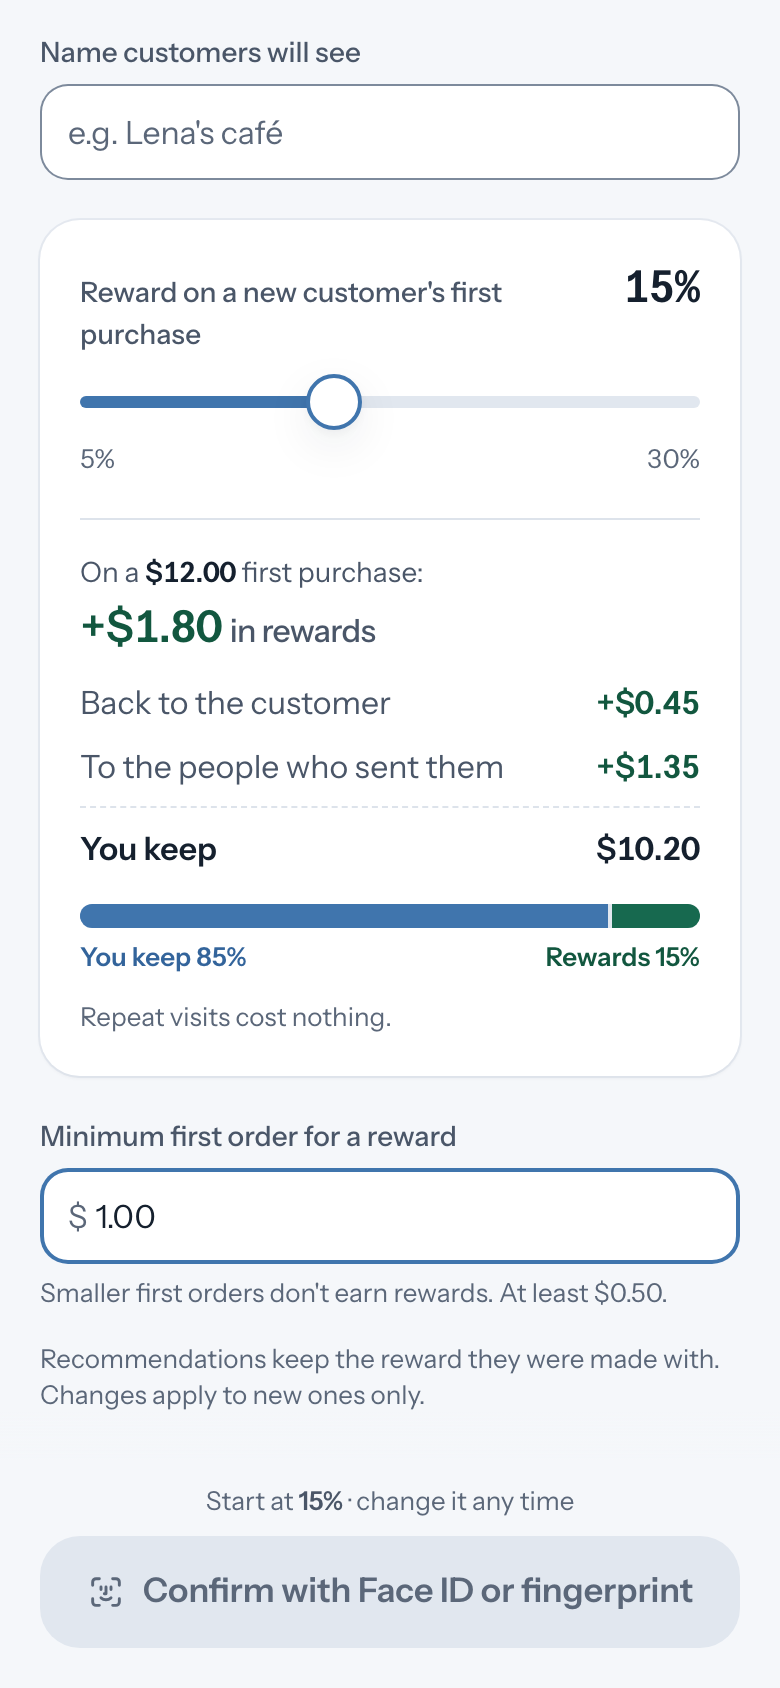 Name customers will see
e.g. Lena's café
Reward on a new customer's first
purchase
15%
5%
30%
On a $12.00 first purchase:
+$1.80 in rewards
Back to the customer +$0.45
To the people who sent them +$1.35
You keep $10.20
You keep 85%
Rewards 15%
Repeat visits cost nothing.
Minimum first order for a reward
$ 1.00
Smaller first orders don't earn rewards. At least $0.50.
Recommendations keep the reward they were made with.
Changes apply to new ones only.
Start at 15% · change it any time
Confirm with Face ID or fingerprint